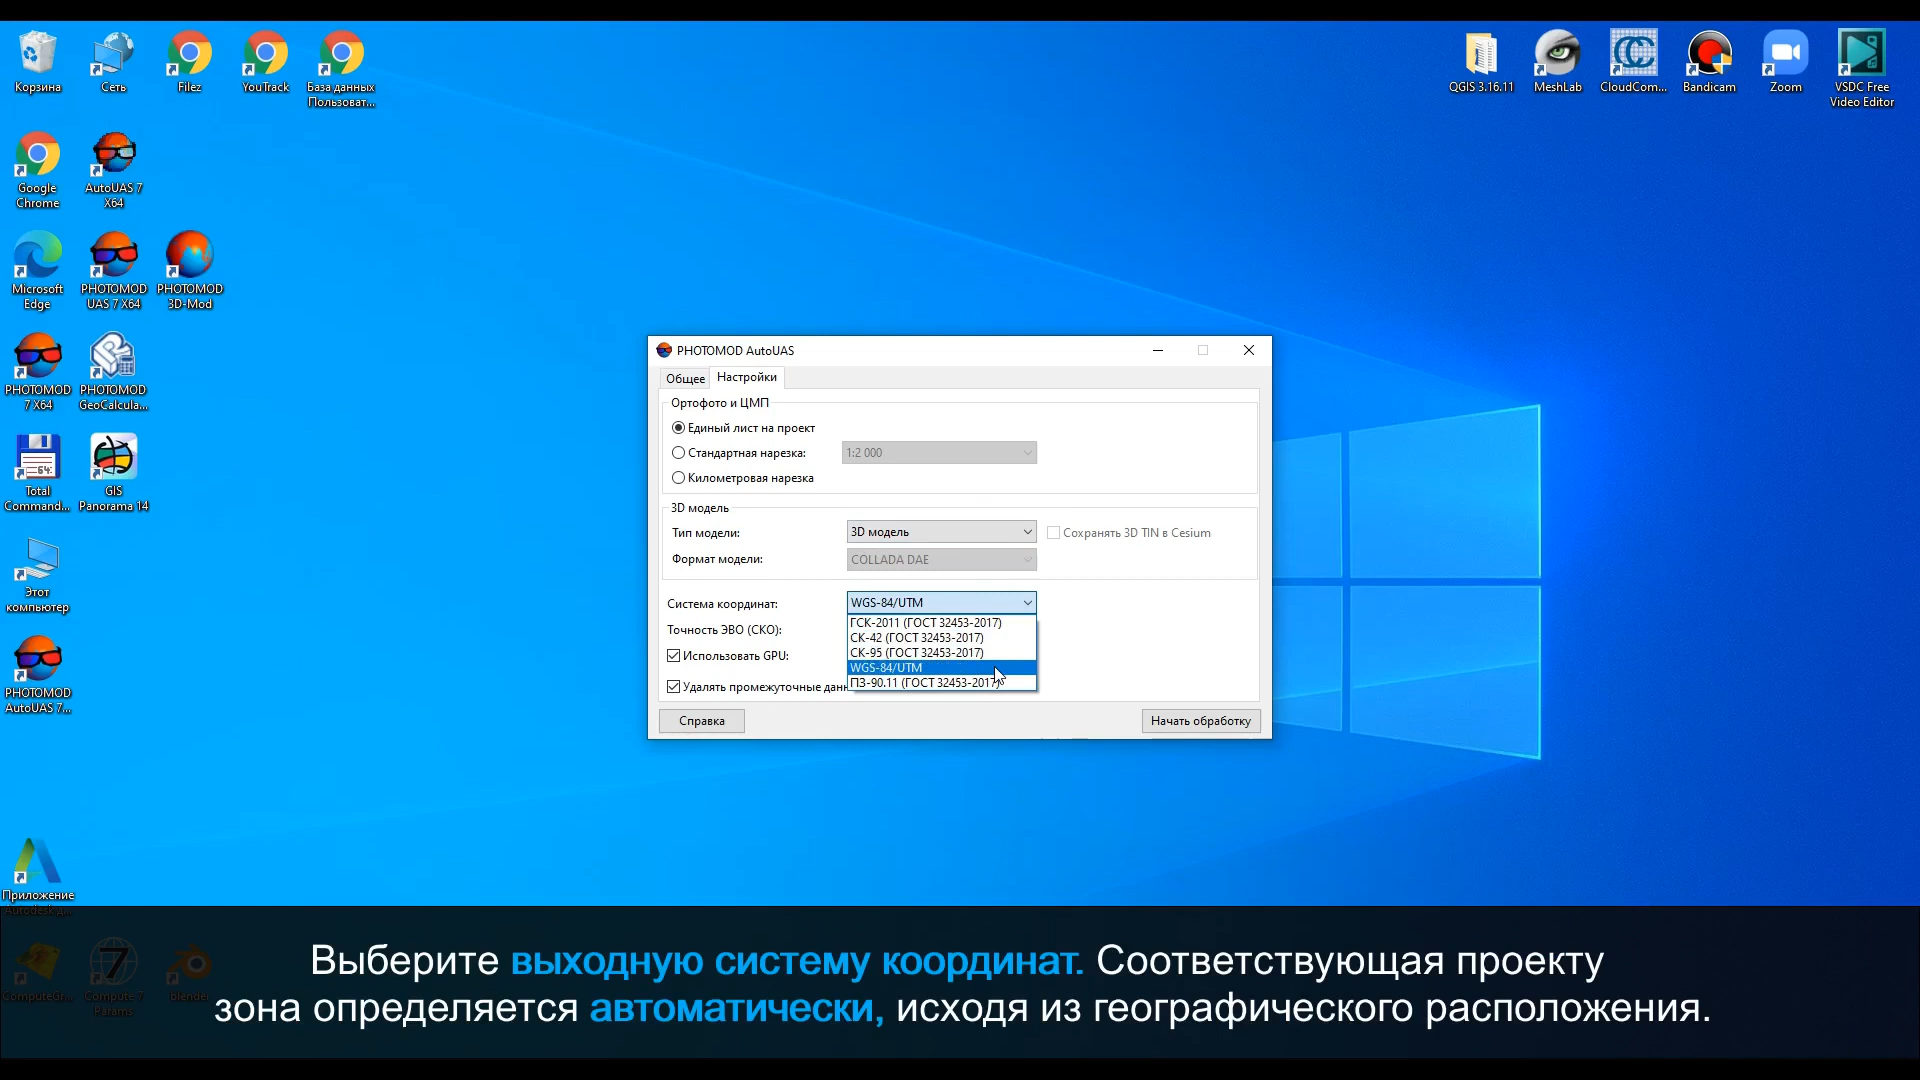 Корзина
Сеть
Filez
YouTrack
База данных
Пользоват...
QGIS 3.16.11
MeshLab
CloudCom...
Bandicam
Zoom
VSDC Free
Video Editor
Google
Chrome
AutoUAS 7
X64
Microsoft
Edge
PHOTOMOD
UAS 7 X64
PHOTOMOD
3D-Mod
PHOTOMOD
7 X64
PHOTOMOD
GeoCalcula...
Total
Command...
GIS
Panorama 14
Этот
компьютер
PHOTOMOD
AutoUAS 7...
Приложение
Autodesk д...
ComputeGr...
Compute 7
Params
blender
PHOTOMOD AutoUAS
Общее
Настройки
Ортофото и ЦМП
Единый лист на проект
Стандартная нарезка:
1:2 000
Километровая нарезка
3D модель
Тип модели:
3D модель
Сохранять 3D TIN в Cesium
Формат модели:
COLLADA DAE
Система координат:
WGS-84/UTM
ГСК-2011 (ГОСТ 32453-2017)
СК-42 (ГОСТ 32453-2017)
СК-95 (ГОСТ 32453-2017)
WGS-84/UTM
ПЗ-90.11 (ГОСТ 32453-2017)
Точность ЭВО (СКО):
Использовать GPU:
Удалять промежуточные данн
Справка
Начать обработку
Выберите выходную систему координат. Соответствующая проекту
зона определяется автоматически, исходя из географического расположения.